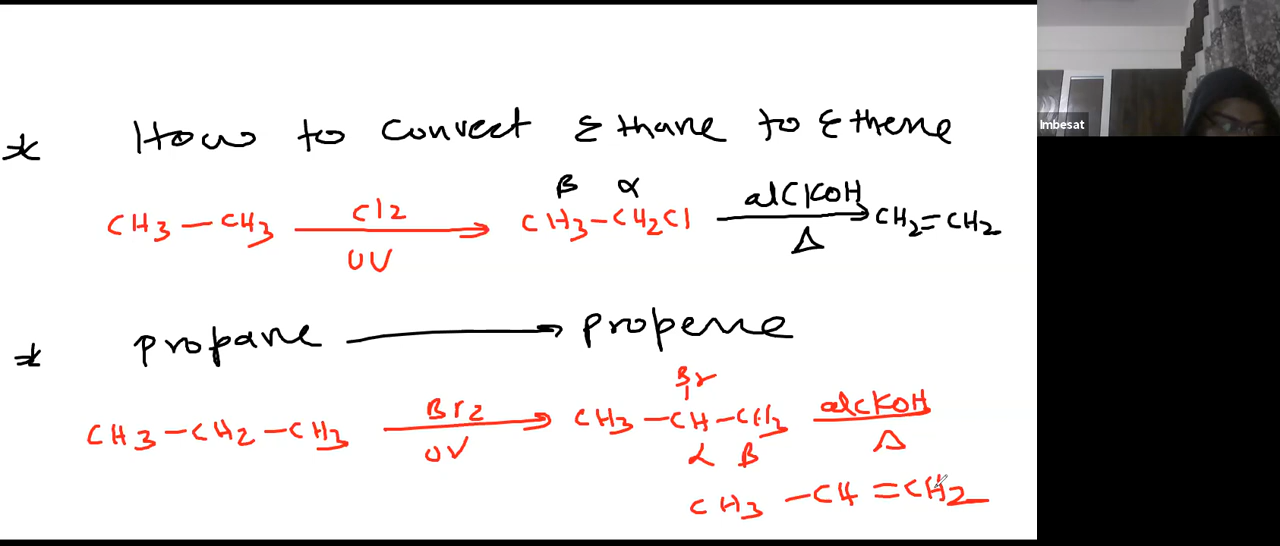 * How to convert Ethane to Ethene
β α
CH3 — CH3 Cl2 CH3–CH2Cl alCKOH CH2=CH2
UV Δ
* propane → propene
Br
CH3 –CH2 –CH3 Br2 CH3 –CH –CH3 alCKOH
UV α β Δ
CH3 –CH =CH2
Imbesat